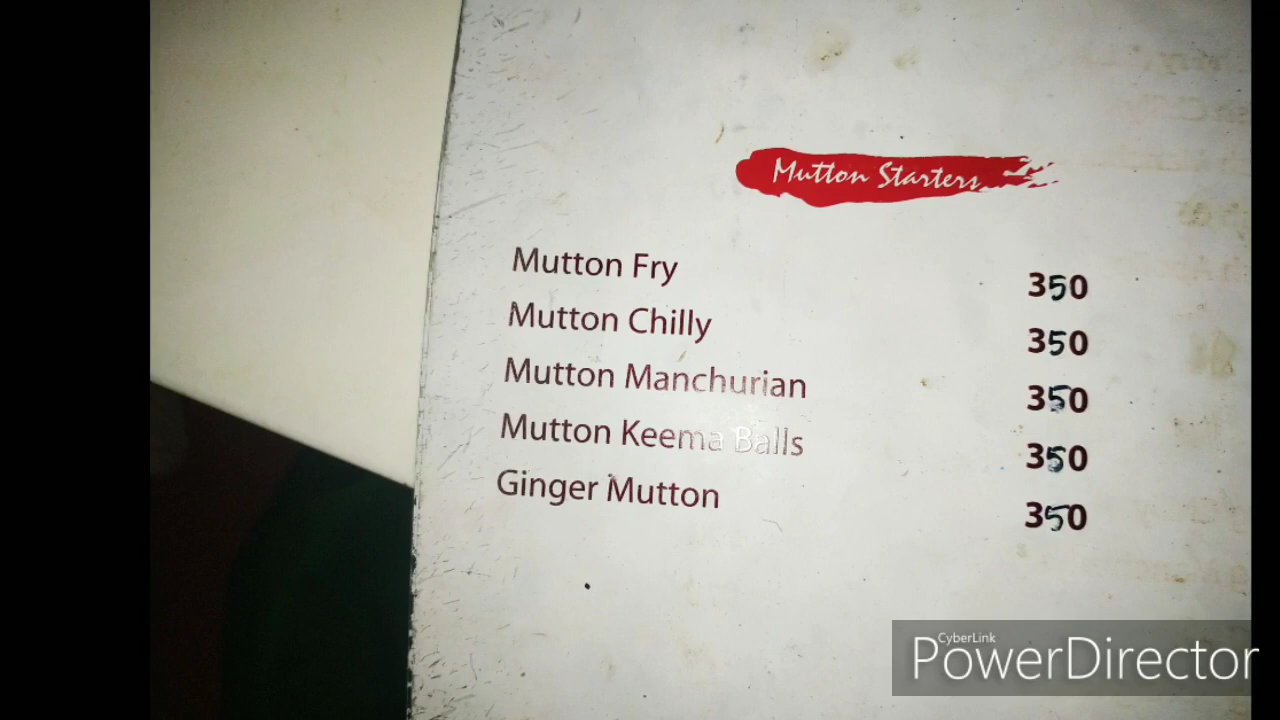 Mutton Starters
Mutton Fry 350
Mutton Chilly 350
Mutton Manchurian 350
Mutton Keema Balls 350
Ginger Mutton 350
CyberLink
PowerDirector